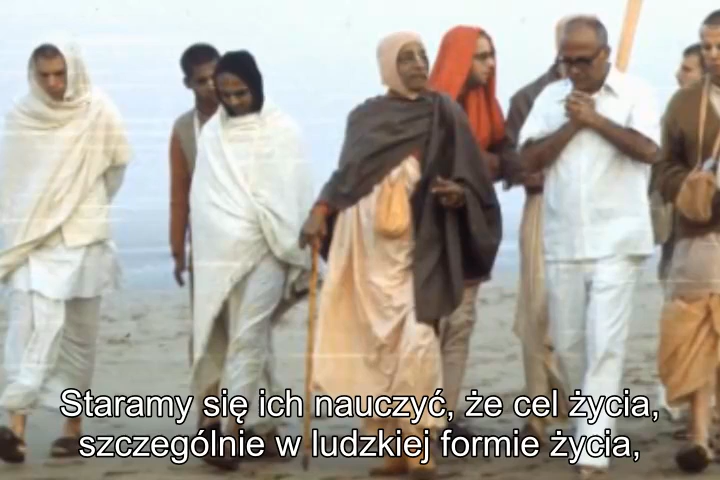 Staramy się ich nauczyć, że cel życia,
szczególnie w ludzkiej formie życia,